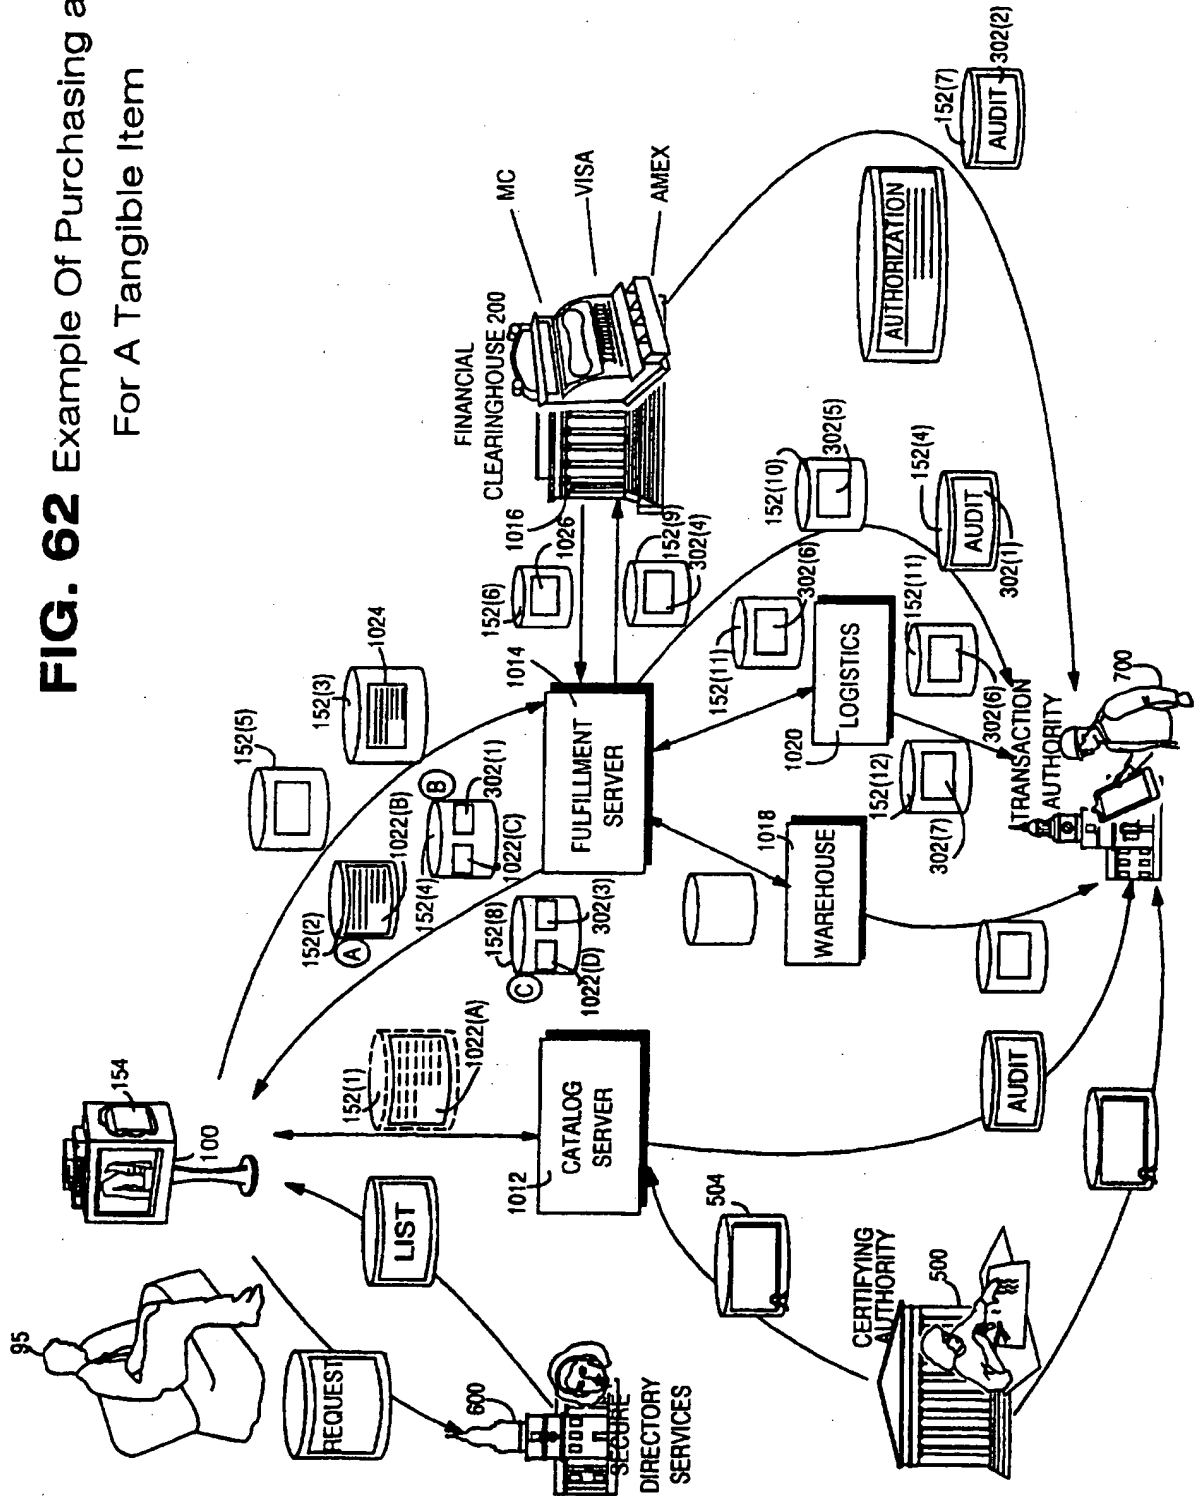 FIG. 62 Example Of Purchasing a
For A Tangible Item
95
154
100
REQUEST
LIST
600
SECURE
DIRECTORY
SERVICES
152(1)
1022(A)
1012
CATALOG
SERVER
504
CERTIFYING
AUTHORITY
500
AUDIT
152(5)
152(3)
1024
152(2)
A
1022(B)
152(4)
B
302(1)
1022(C)
152(8)
C
302(3)
1022(D)
1014
FULFILLMENT
SERVER
152(6)
1026
1016
152(9)
302(4)
FINANCIAL
CLEARINGHOUSE 200
MC
VISA
AMEX
1018
WAREHOUSE
1020
LOGISTICS
152(11)
302(6)
152(10)
302(5)
152(12)
302(7)
152(11)
302(6)
152(4)
AUDIT
302(1)
AUTHORIZATION
152(7)
AUDIT
302(2)
TRANSACTION
AUTHORITY
700